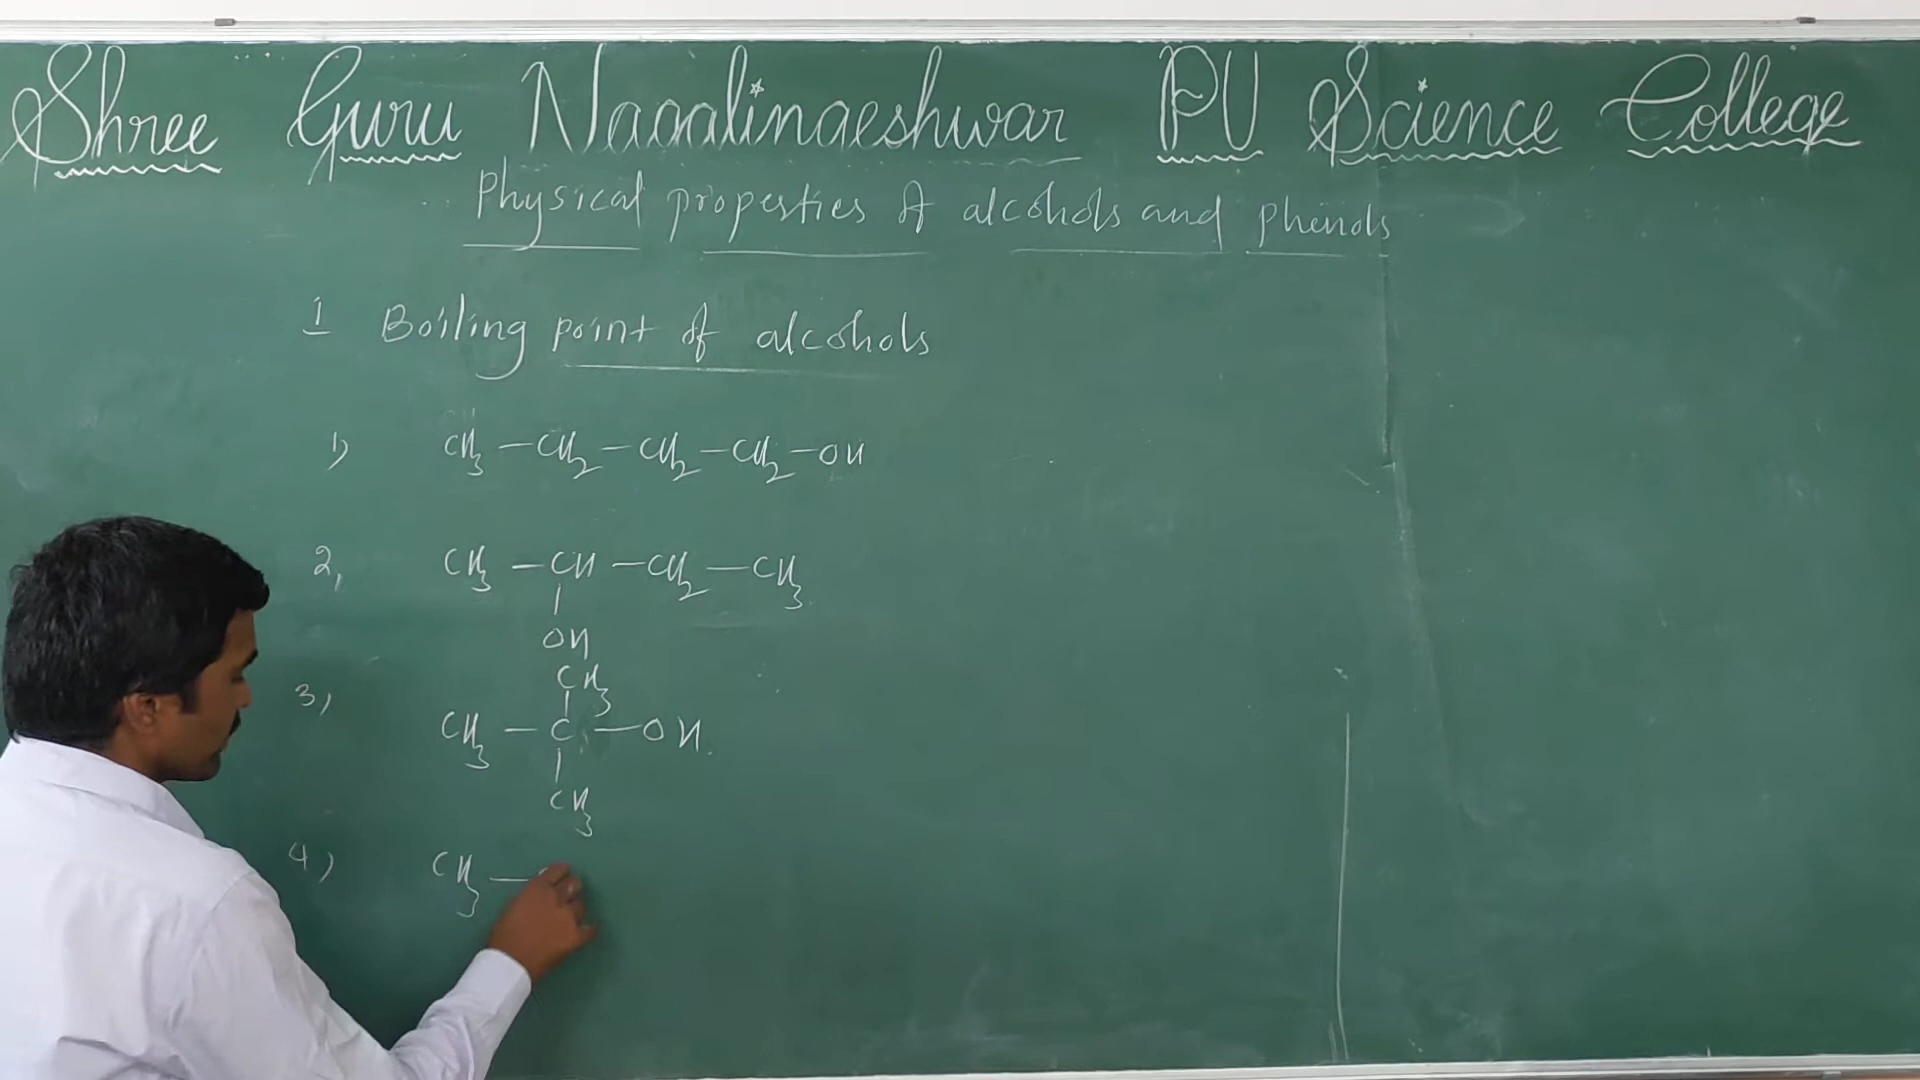 Shree Guru Nagalingeshwar PU Science College
Physical properties of alcohols and phenols
1 Boiling point of alcohols
1) CH3 - CH2 - CH2 - CH2 - OH
2, CH3 - CH - CH2 - CH3
OH
CH3
3,
CH3 - C - OH
CH3
4) CH3 -